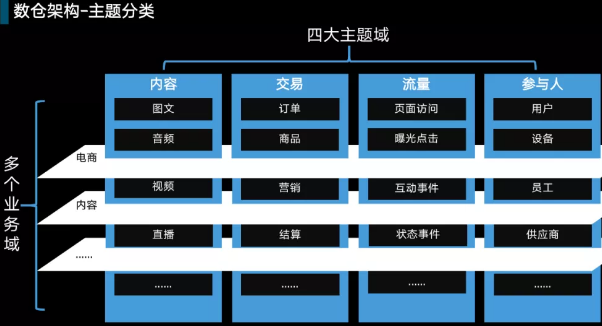 数仓架构-主题分类
四大主题域
内容 交易 流量 参与人
图文 订单 页面访问 用户
音频 商品 曝光点击 设备
电商
视频 营销 互动事件 员工
内容
直播 结算 状态事件 供应商
......
...... ...... ...... ......
多个业务域